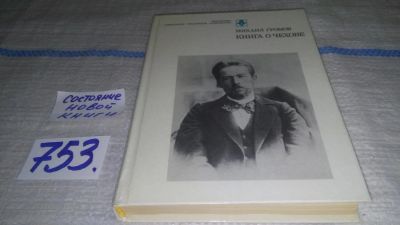 МИХАИЛ ГРОМОВ
КНИГА О ЧЕХОВЕ
СОСТОЯНИЕ
НОВОЙ
КНИГИ
753.